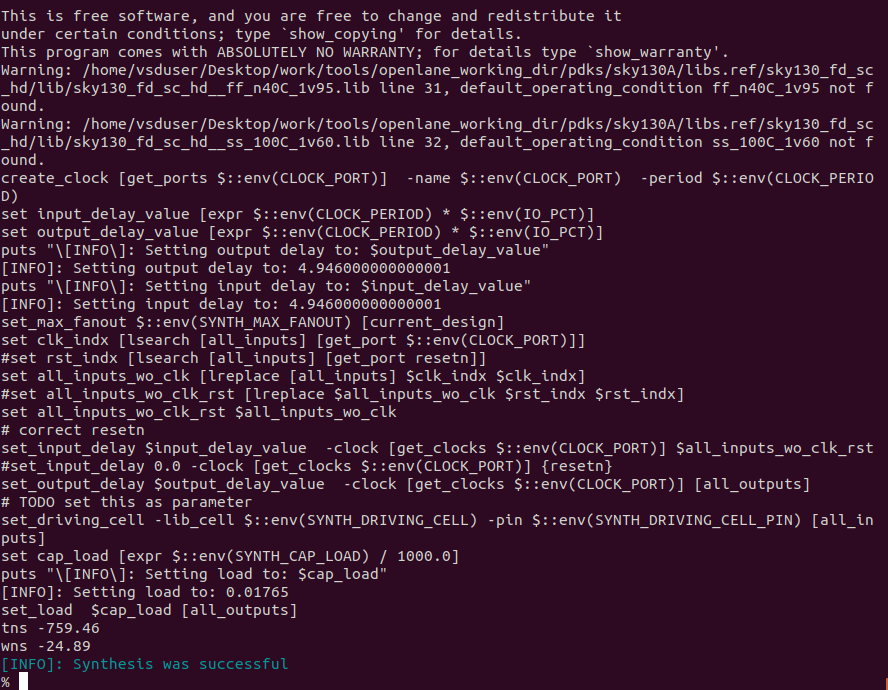 This is free software, and you are free to change and redistribute it
under certain conditions; type `show_copying' for details.
This program comes with ABSOLUTELY NO WARRANTY; for details type `show_warranty'.
Warning: /home/vsduser/Desktop/work/tools/openlane_working_dir/pdks/sky130A/libs.ref/sky130_fd_sc
_hd/lib/sky130_fd_sc_hd__ff_n40C_1v95.lib line 31, default_operating_condition ff_n40C_1v95 not f
ound.
Warning: /home/vsduser/Desktop/work/tools/openlane_working_dir/pdks/sky130A/libs.ref/sky130_fd_sc
_hd/lib/sky130_fd_sc_hd__ss_100C_1v60.lib line 32, default_operating_condition ss_100C_1v60 not f
ound.
create_clock [get_ports $::env(CLOCK_PORT)]  -name $::env(CLOCK_PORT)  -period $::env(CLOCK_PERIO
D)
set input_delay_value [expr $::env(CLOCK_PERIOD) * $::env(IO_PCT)]
set output_delay_value [expr $::env(CLOCK_PERIOD) * $::env(IO_PCT)]
puts "\[INFO\]: Setting output delay to: $output_delay_value"
[INFO]: Setting output delay to: 4.946000000000001
puts "\[INFO\]: Setting input delay to: $input_delay_value"
[INFO]: Setting input delay to: 4.946000000000001
set_max_fanout $::env(SYNTH_MAX_FANOUT) [current_design]
set clk_indx [lsearch [all_inputs] [get_port $::env(CLOCK_PORT)]]
#set rst_indx [lsearch [all_inputs] [get_port resetn]]
set all_inputs_wo_clk [lreplace [all_inputs] $clk_indx $clk_indx]
#set all_inputs_wo_clk_rst [lreplace $all_inputs_wo_clk $rst_indx $rst_indx]
set all_inputs_wo_clk_rst $all_inputs_wo_clk
# correct resetn
set_input_delay $input_delay_value  -clock [get_clocks $::env(CLOCK_PORT)] $all_inputs_wo_clk_rst
#set_input_delay 0.0 -clock [get_clocks $::env(CLOCK_PORT)] {resetn}
set_output_delay $output_delay_value  -clock [get_clocks $::env(CLOCK_PORT)] [all_outputs]
# TODO set this as parameter
set_driving_cell -lib_cell $::env(SYNTH_DRIVING_CELL) -pin $::env(SYNTH_DRIVING_CELL_PIN) [all_in
puts]
set cap_load [expr $::env(SYNTH_CAP_LOAD) / 1000.0]
puts "\[INFO\]: Setting load to: $cap_load"
[INFO]: Setting load to: 0.01765
set_load  $cap_load [all_outputs]
tns -759.46
wns -24.89
[INFO]: Synthesis was successful
%